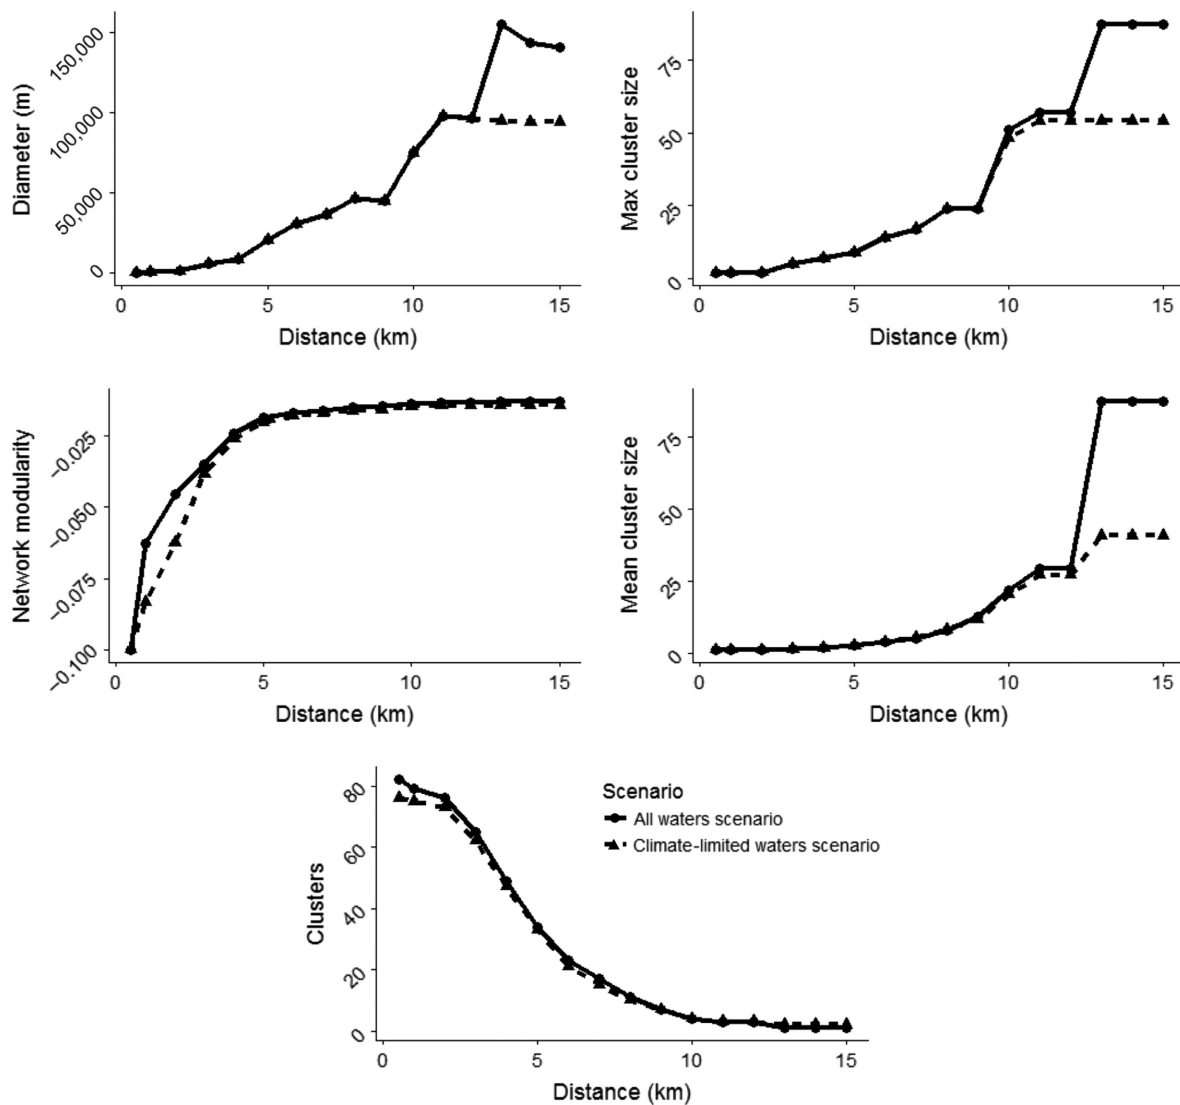 Diameter (m)
150,000
100,000
50,000
0
0 5 10 15
Distance (km)
Max cluster size
75
50
25
0
0 5 10 15
Distance (km)
Network modularity
−0.025
−0.050
−0.075
−0.100
0 5 10 15
Distance (km)
Mean cluster size
75
50
25
0
0 5 10 15
Distance (km)
Clusters
80
60
40
20
0
0 5 10 15
Distance (km)
Scenario
All waters scenario
Climate-limited waters scenario